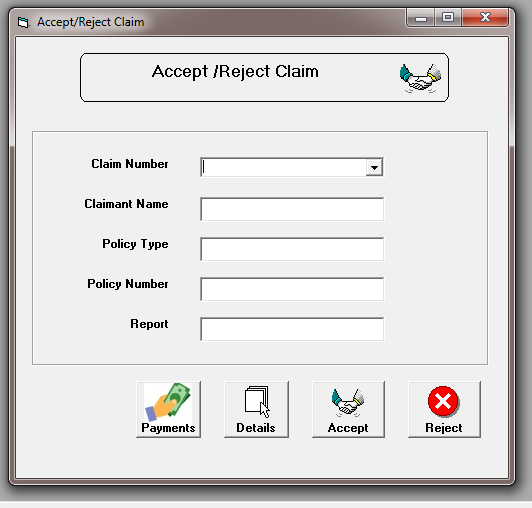 Accept/Reject Claim
Accept /Reject Claim
Claim Number
Claimant Name
Policy Type
Policy Number
Report
Payments Details Accept Reject